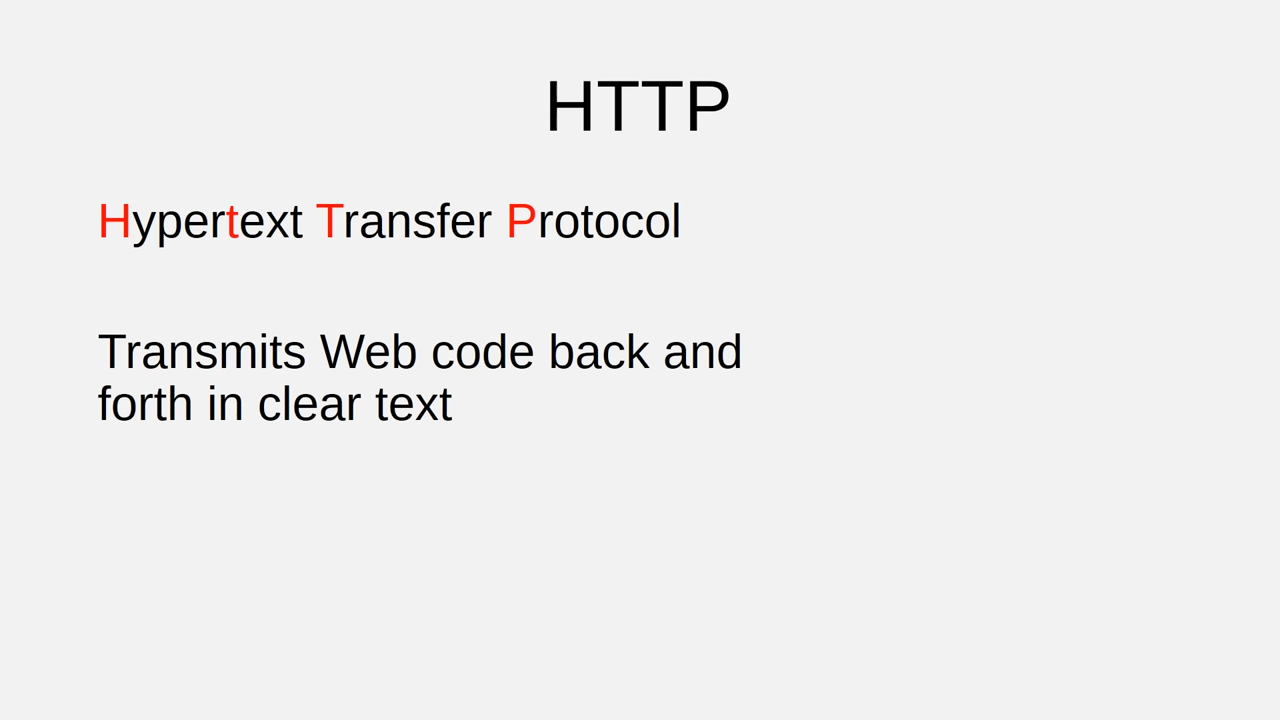 HTTP
Hypertext Transfer Protocol
Transmits Web code back and
forth in clear text